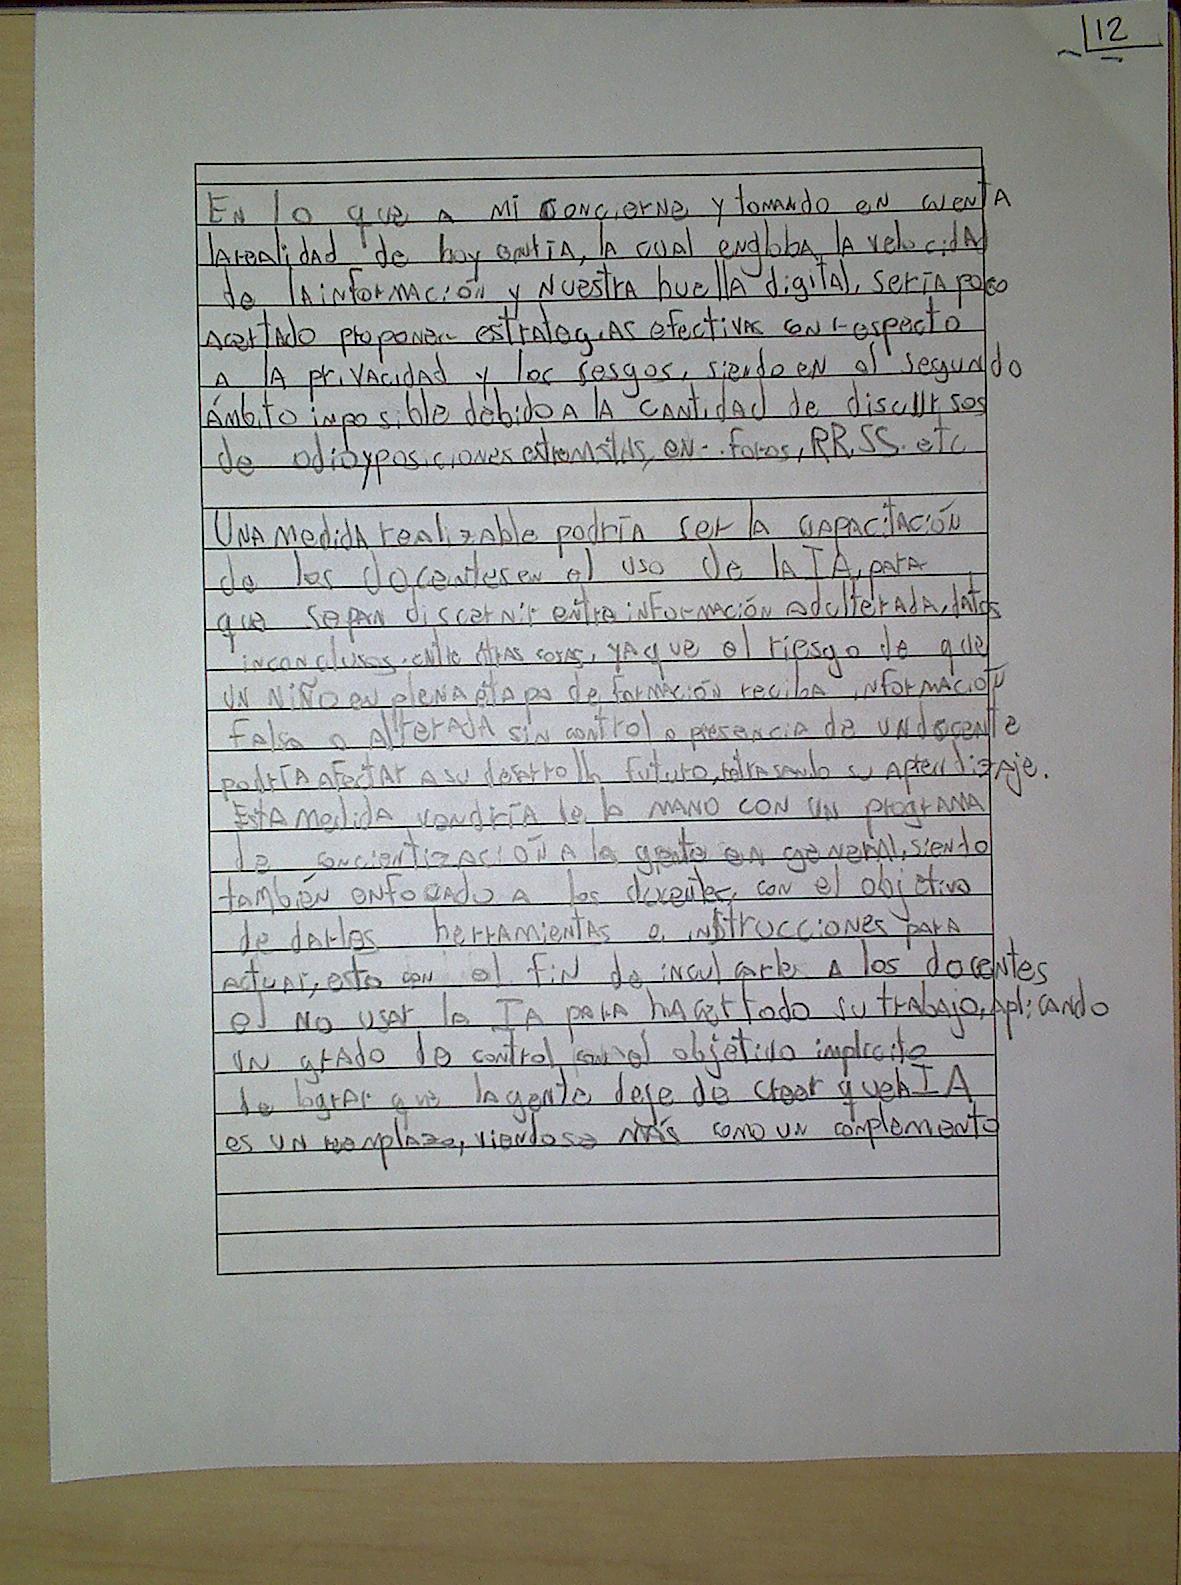 12
En lo que a mi concierne y tomando en cuenta
la realidad de hoy en día, la cual engloba la velocidad
de la información y nuestra huella digital, sería poco
acertado proponer estrategias efectivas con respecto
a la privacidad y los sesgos, siendo en el segundo
ámbito imposible debido a la cantidad de discursos
de odio y posiciones extremistas, en foros, RR.SS. etc
Una medida realizable podría ser la capacitación
de los docentes en el uso de la IA, para
que sepan discernir entre información adulterada, datos
inconclusos, entre otras cosas, ya que el riesgo de que
un niño en plena etapa de formación reciba información
falsa o alterada sin control o presencia de un docente
podría afectar a su desarrollo futuro, retrasando su aprendizaje.
Esta medida vendría de la mano con un programa
de concientización a la gente en general, siendo
también enfocado a los docentes, con el objetivo
de darles herramientas e instrucciones para
actuar, esto con el fin de inculcarles a los docentes
el no usar la IA para hacer todo su trabajo, aplicando
un grado de control con el objetivo implícito
de lograr que la gente deje de creer que la IA
es un remplazo, viendose más como un complemento